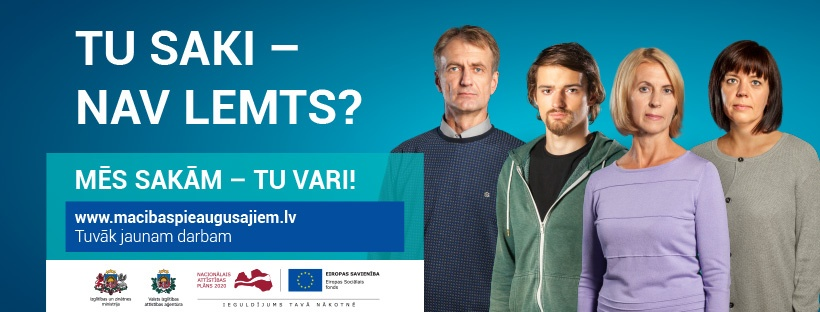 TU SAKI –
NAV LEMTS?
MĒS SAKĀM – TU VARI!
www.macibaspieaugusajiem.lv
Tuvāk jaunam darbam
Izglītības un zinātnes
ministrija
Valsts izglītības
attīstības aģentūra
NACIONĀLAIS
ATTĪSTĪBAS
PLĀNS 2020
EIROPAS SAVIENĪBA
Eiropas Sociālais
fonds
IEGULDĪJUMS TAVĀ NĀKOTNĒ